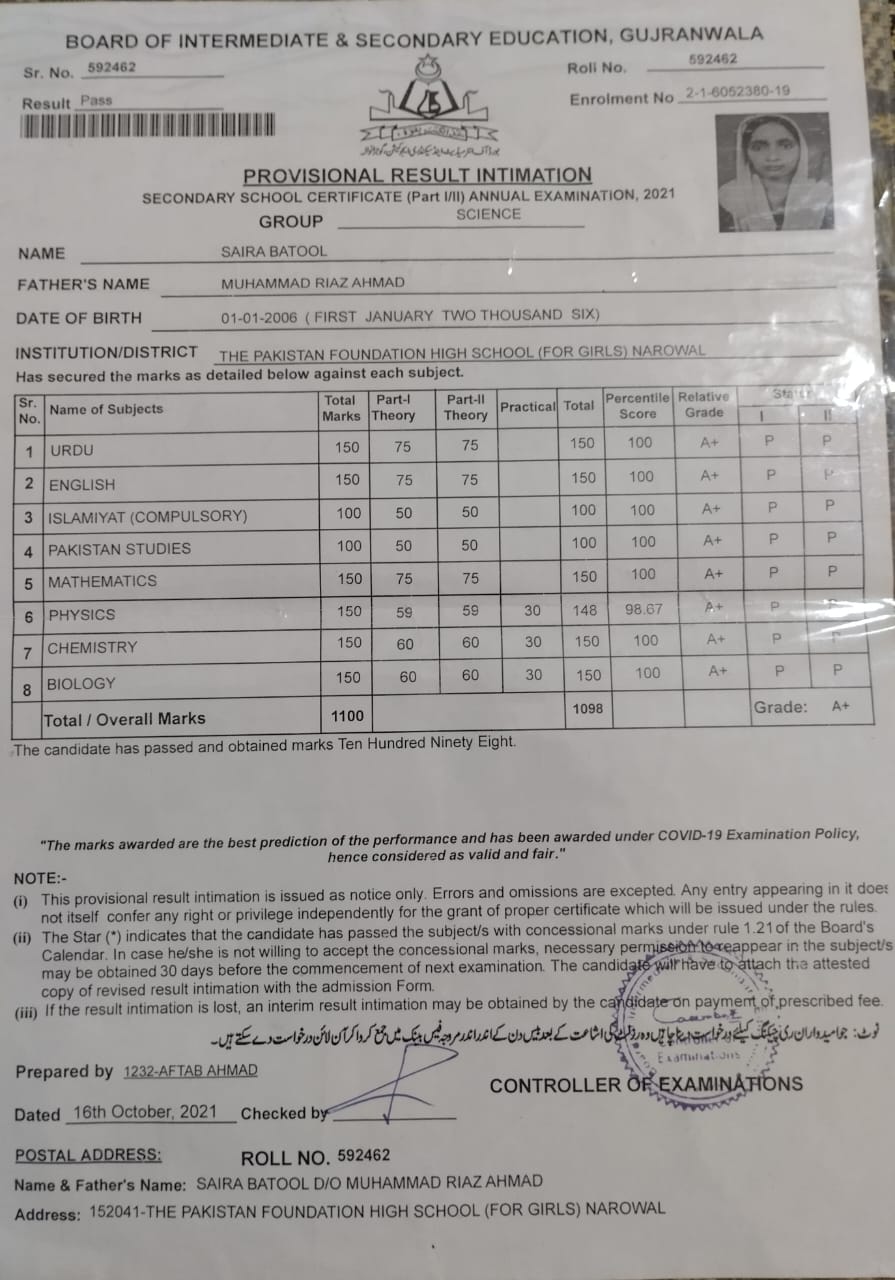 BOARD OF INTERMEDIATE & SECONDARY EDUCATION, GUJRANWALA
Sr. No. 592462
Roll No. 592462
Result Pass
Enrolment No 2-1-6052380-19
PROVISIONAL RESULT INTIMATION
SECONDARY SCHOOL CERTIFICATE (Part I/II) ANNUAL EXAMINATION, 2021
GROUP SCIENCE
NAME SAIRA BATOOL
FATHER'S NAME MUHAMMAD RIAZ AHMAD
DATE OF BIRTH 01-01-2006 ( FIRST JANUARY TWO THOUSAND SIX)
INSTITUTION/DISTRICT THE PAKISTAN FOUNDATION HIGH SCHOOL (FOR GIRLS) NAROWAL
Has secured the marks as detailed below against each subject.
Sr. No. Name of Subjects Total Marks Part-I Theory Part-II Theory Practical Total Percentile Score Relative Grade Status I II
1 URDU 150 75 75 150 100 A+ P P
2 ENGLISH 150 75 75 150 100 A+ P P
3 ISLAMIYAT (COMPULSORY) 100 50 50 100 100 A+ P P
4 PAKISTAN STUDIES 100 50 50 100 100 A+ P P
5 MATHEMATICS 150 75 75 150 100 A+ P P
6 PHYSICS 150 59 59 30 148 98.67 A+ P P
7 CHEMISTRY 150 60 60 30 150 100 A+ P P
8 BIOLOGY 150 60 60 30 150 100 A+ P P
Total / Overall Marks 1100 1098 Grade: A+
The candidate has passed and obtained marks Ten Hundred Ninety Eight.
"The marks awarded are the best prediction of the performance and has been awarded under COVID-19 Examination Policy,
hence considered as valid and fair."
NOTE:-
(i) This provisional result intimation is issued as notice only. Errors and omissions are excepted. Any entry appearing in it does
not itself confer any right or privilege independently for the grant of proper certificate which will be issued under the rules.
(ii) The Star (*) indicates that the candidate has passed the subject/s with concessional marks under rule 1.21 of the Board's
Calendar. In case he/she is not willing to accept the concessional marks, necessary permission to reappear in the subject/s
may be obtained 30 days before the commencement of next examination. The candidate will have to attach the attested
copy of revised result intimation with the admission Form.
(iii) If the result intimation is lost, an interim result intimation may be obtained by the candidate on payment of prescribed fee.
نوٹ: جو امیدواران ری چیکنگ کیلئے درخواست دینا چاہیں وہ رزلٹ کی اشاعت کے بعد بیس دن کے اندر اندر مروجہ فیس بینک میں جمع کروا کر آن لائن درخواست دے سکتے ہیں۔
Examinations
Prepared by 1232-AFTAB AHMAD
CONTROLLER OF EXAMINATIONS
Dated 16th October, 2021 Checked by
POSTAL ADDRESS: ROLL NO. 592462
Name & Father's Name: SAIRA BATOOL D/O MUHAMMAD RIAZ AHMAD
Address: 152041-THE PAKISTAN FOUNDATION HIGH SCHOOL (FOR GIRLS) NAROWAL